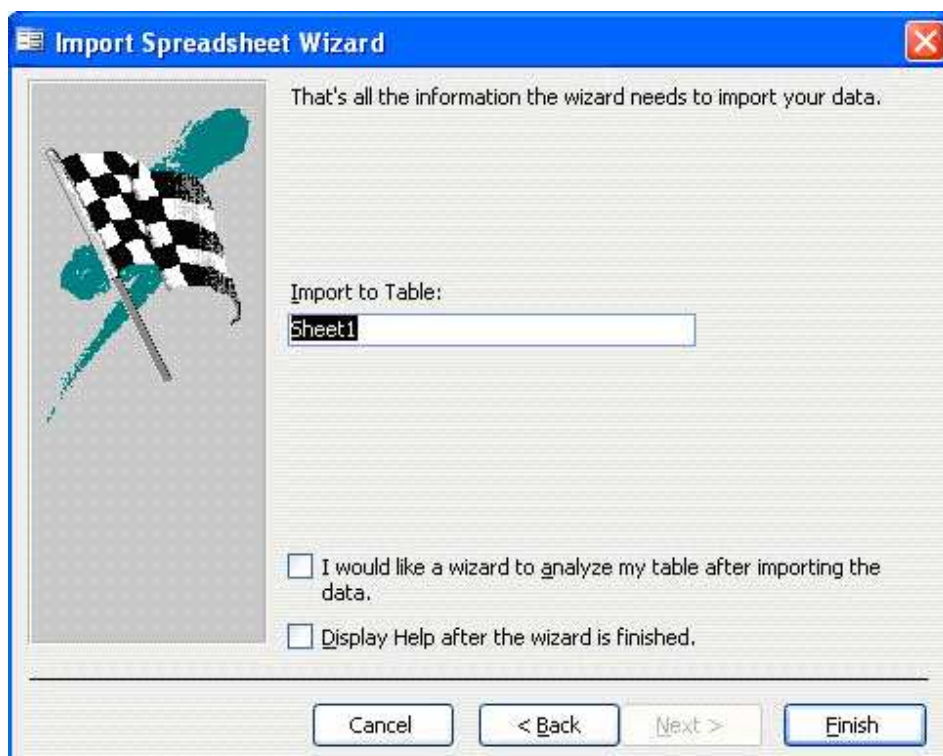 Import Spreadsheet Wizard
That's all the information the wizard needs to import your data.
Import to Table:
Sheet1
I would like a wizard to analyze my table after importing the
data.
Display Help after the wizard is finished.
Cancel < Back Next > Finish